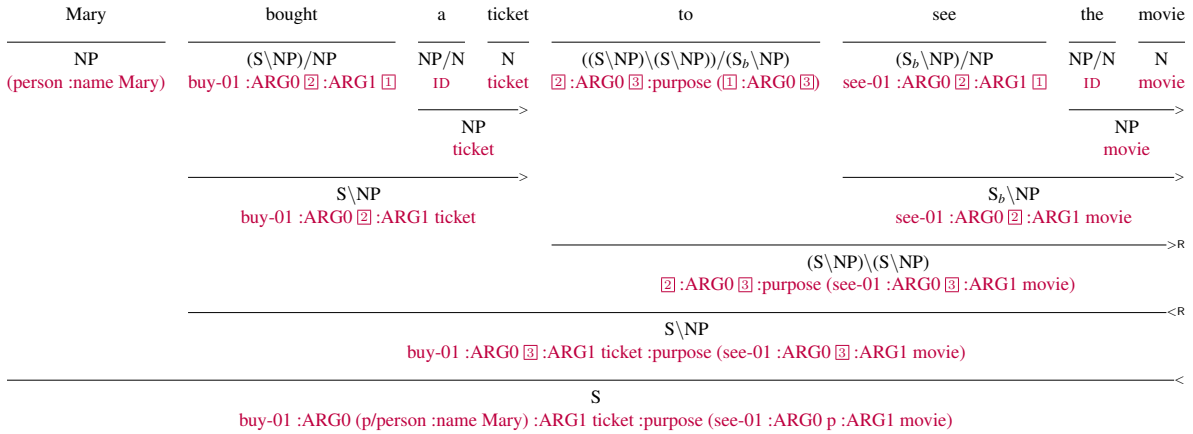 Mary bought a ticket to see the movie
NP (S\NP)/NP NP/N N ((S\NP)\(S\NP))/(S_b\NP) (S_b\NP)/NP NP/N N
(person :name Mary) buy-01 :ARG0 [2] :ARG1 [1] ID ticket [2] :ARG0 [3] :purpose ([1] :ARG0 [3]) see-01 :ARG0 [2] :ARG1 [1] ID movie
> >
NP NP
ticket movie
> >
S\NP S_b\NP
buy-01 :ARG0 [2] :ARG1 ticket see-01 :ARG0 [2] :ARG1 movie
>R
(S\NP)\(S\NP)
[2] :ARG0 [3] :purpose (see-01 :ARG0 [3] :ARG1 movie)
<R
S\NP
buy-01 :ARG0 [3] :ARG1 ticket :purpose (see-01 :ARG0 [3] :ARG1 movie)
<
S
buy-01 :ARG0 (p/person :name Mary) :ARG1 ticket :purpose (see-01 :ARG0 p :ARG1 movie)